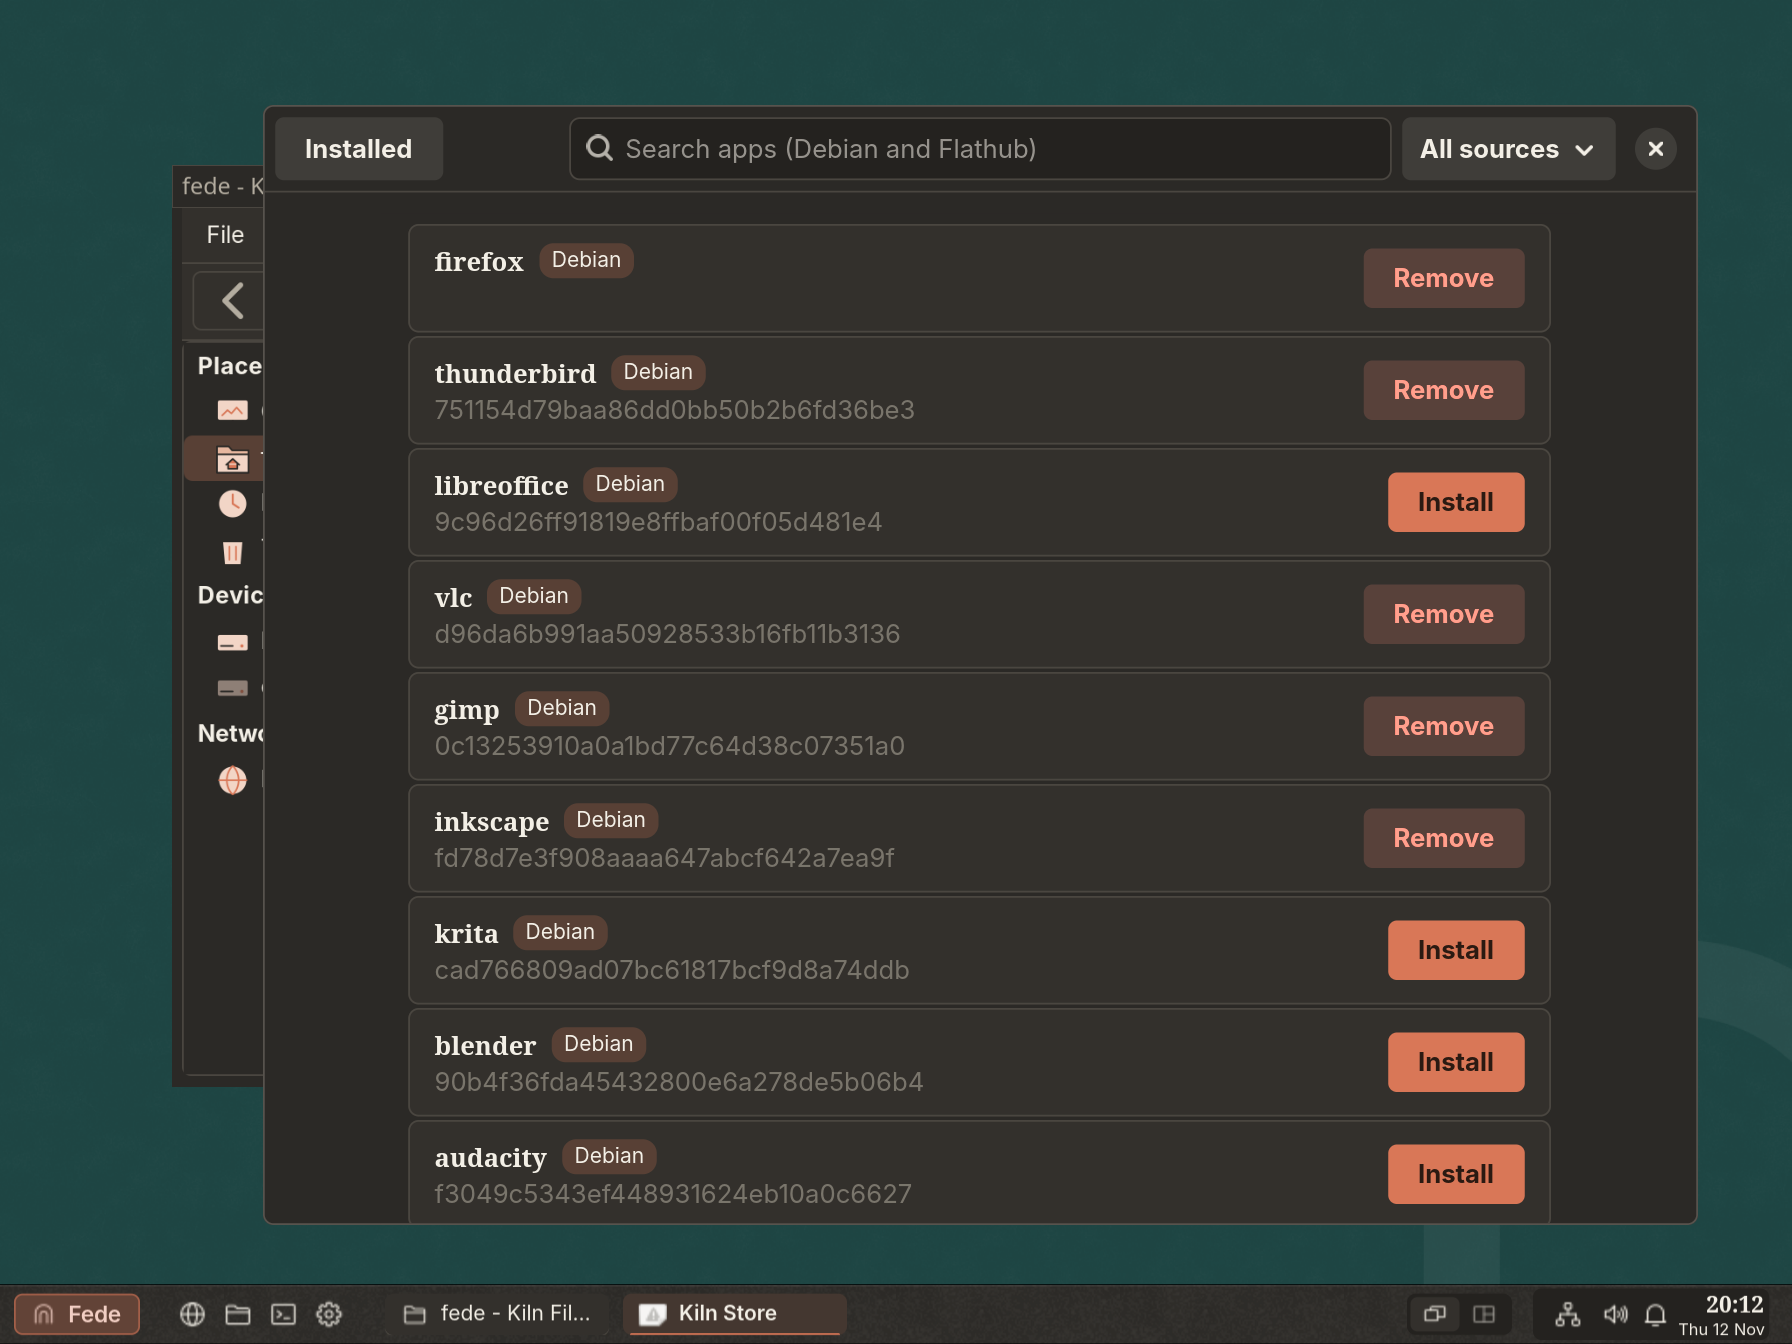 Installed
Search apps (Debian and Flathub)
All sources
fede - K
File
Place
Devic
Netwo
firefox Debian
Remove
thunderbird Debian
751154d79baa86dd0bb50b2b6fd36be3
Remove
libreoffice Debian
9c96d26ff91819e8ffbaf00f05d481e4
Install
vlc Debian
d96da6b991aa50928533b16fb11b3136
Remove
gimp Debian
0c13253910a0a1bd77c64d38c07351a0
Remove
inkscape Debian
fd78d7e3f908aaaa647abcf642a7ea9f
Remove
krita Debian
cad766809ad07bc61817bcf9d8a74ddb
Install
blender Debian
90b4f36fda45432800e6a278de5b06b4
Install
audacity Debian
f3049c5343ef448931624eb10a0c6627
Install
Fede
fede - Kiln Fil...
Kiln Store
20:12
Thu 12 Nov